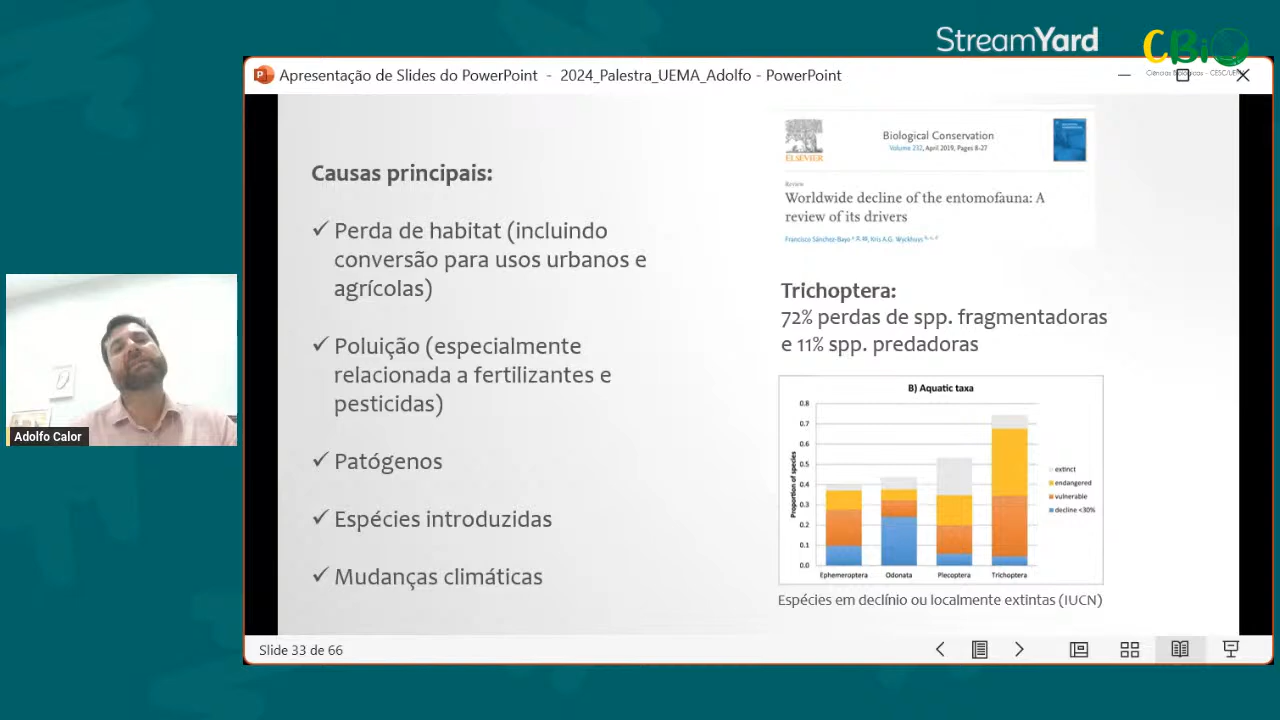 StreamYard
CBiO
Ciências Biológicas - CESC/UEMA
Apresentação de Slides do PowerPoint - 2024_Palestra_UEMA_Adolfo - PowerPoint
Causas principais:
✓ Perda de habitat (incluindo
conversão para usos urbanos e
agrícolas)
✓ Poluição (especialmente
relacionada a fertilizantes e
pesticidas)
✓ Patógenos
✓ Espécies introduzidas
✓ Mudanças climáticas
ELSEVIER
Biological Conservation
Volume 232, April 2019, Pages 8-27
Review
Worldwide decline of the entomofauna: A
review of its drivers
Francisco Sánchez-Bayo, Kris A.G. Wyckhuys
Trichoptera:
72% perdas de spp. fragmentadoras
e 11% spp. predadoras
B) Aquatic taxa
Proportion of species
0.8
0.7
0.6
0.5
0.4
0.3
0.2
0.1
0.0
Ephemeroptera Odonata Plecoptera Trichoptera
extinct
endangered
vulnerable
decline <30%
Espécies em declínio ou localmente extintas (IUCN)
Adolfo Calor
Slide 33 de 66